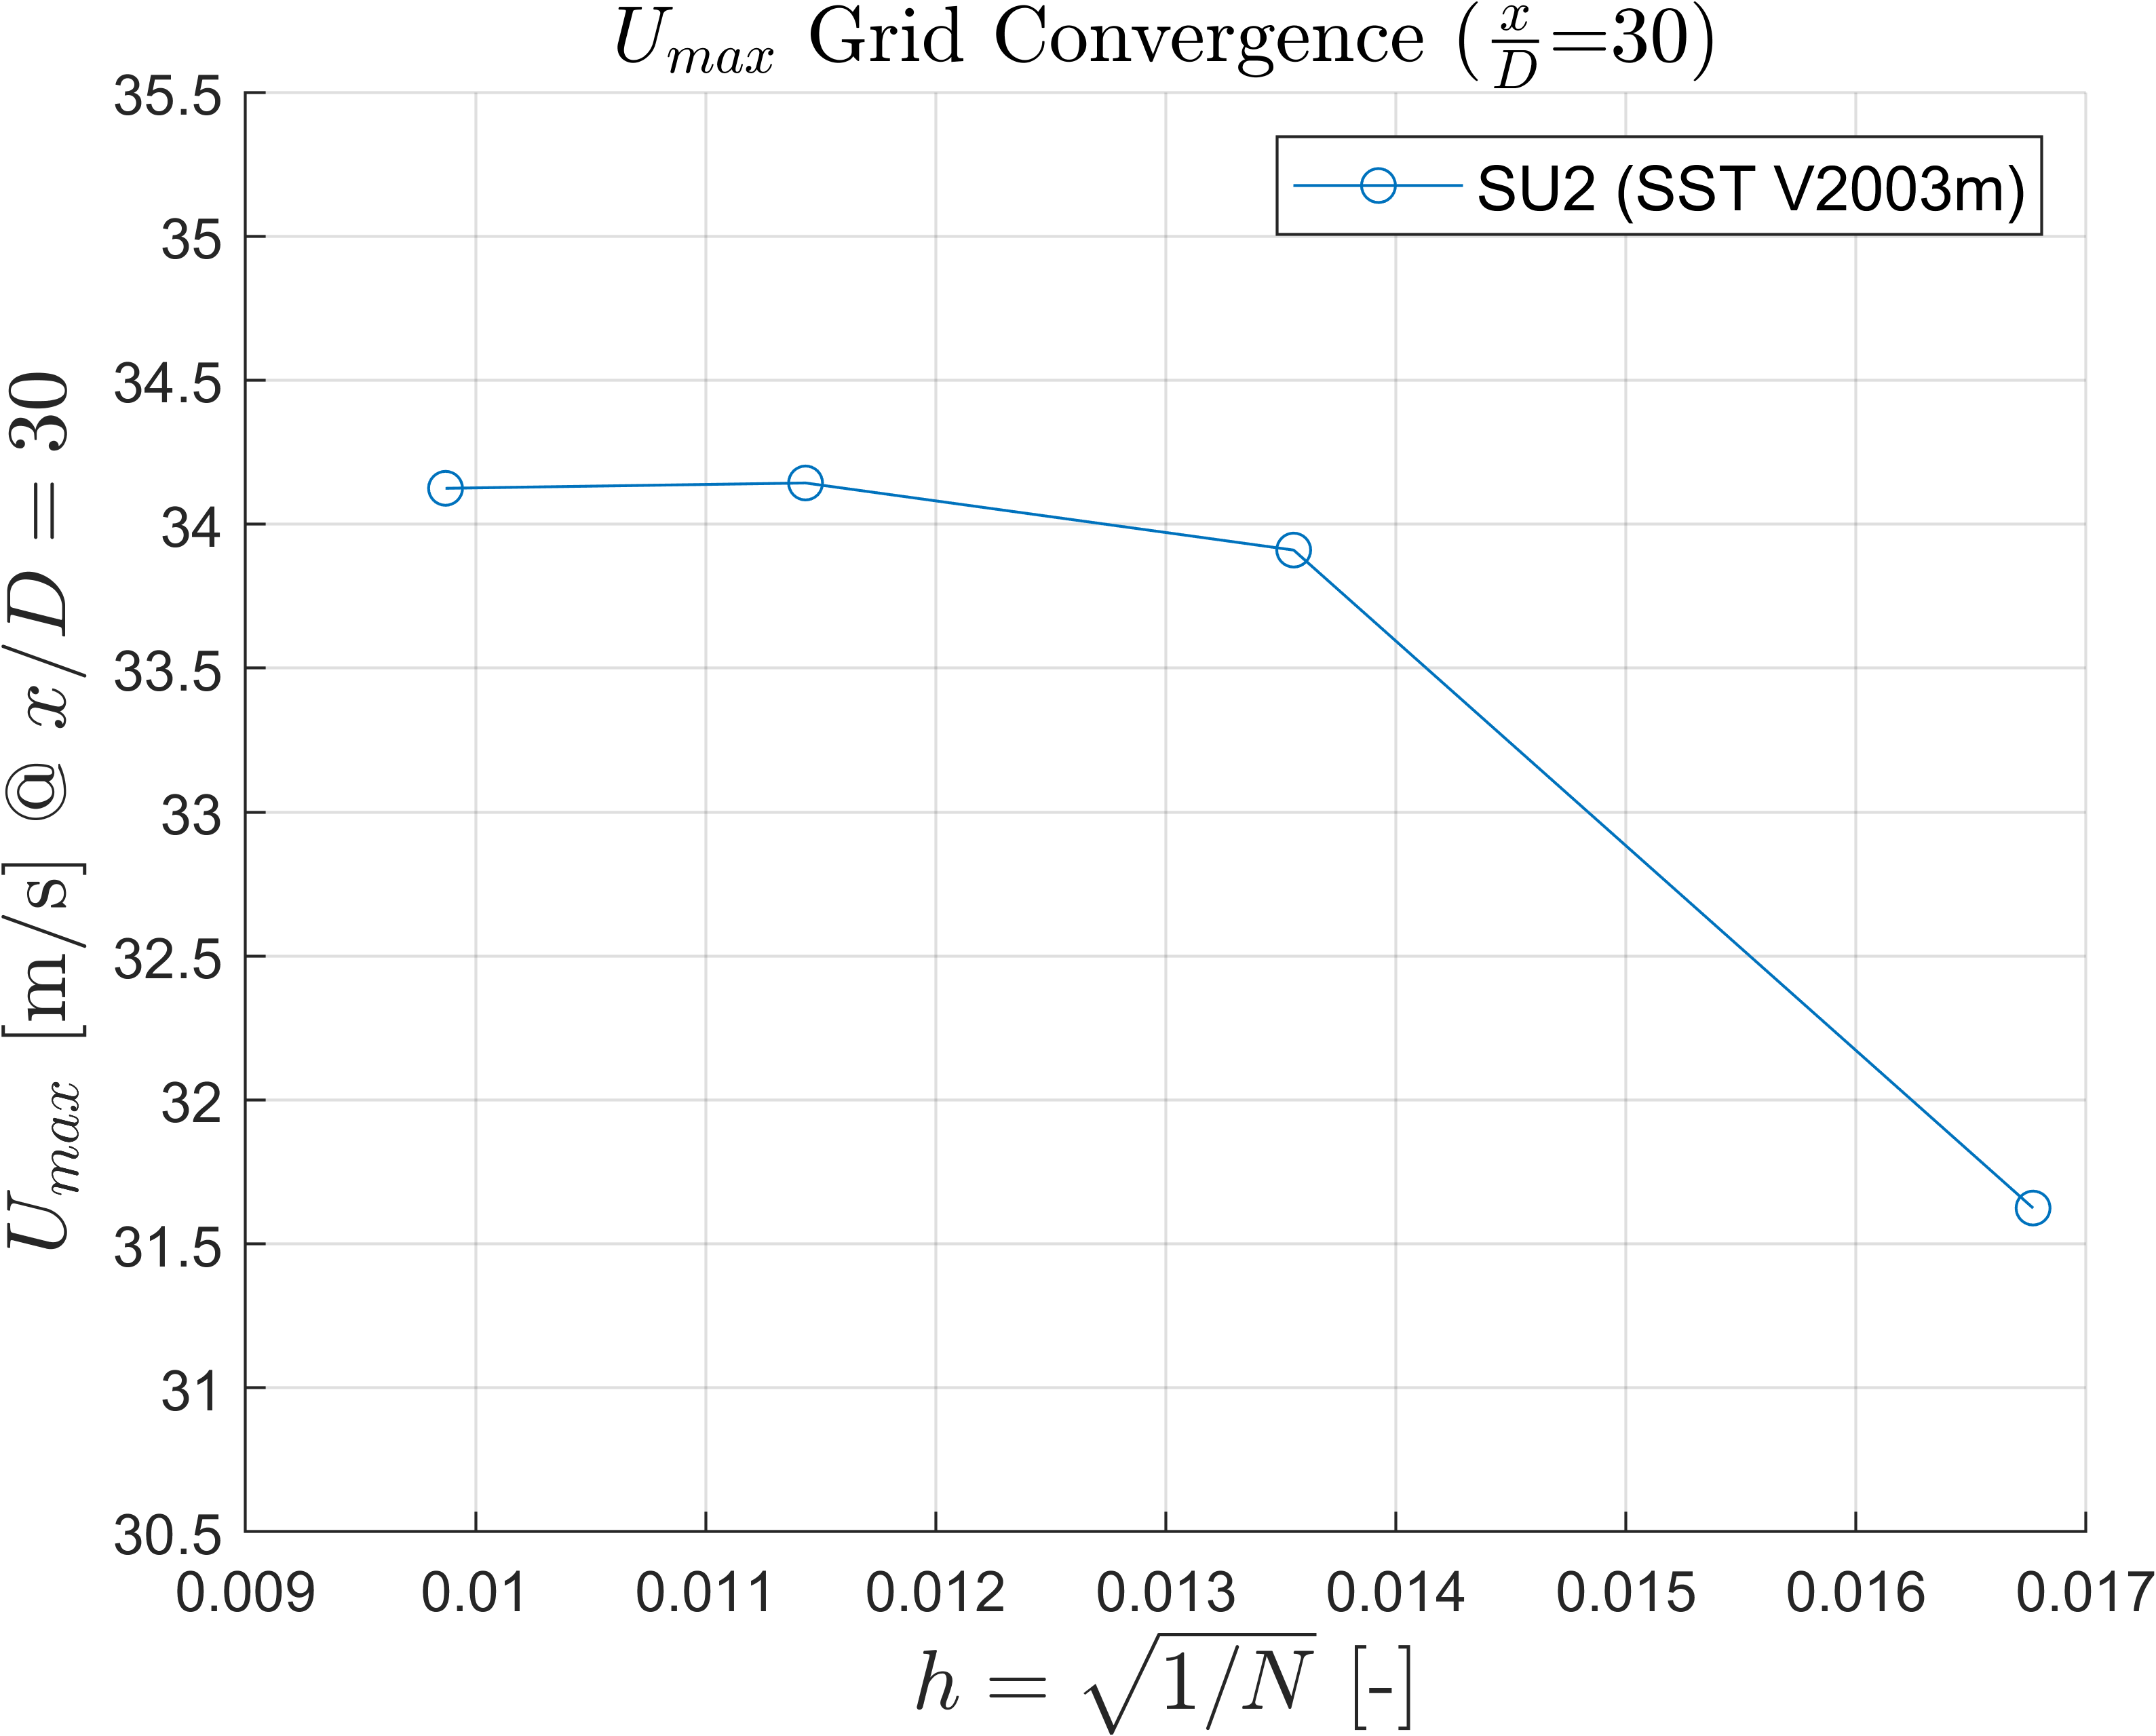 U_max Grid Convergence (x/D=30)
SU2 (SST V2003m)
U_max [m/s] @ x/D = 30
35.5
35
34.5
34
33.5
33
32.5
32
31.5
31
30.5
0.009 0.01 0.011 0.012 0.013 0.014 0.015 0.016 0.017
h = √1/N [-]